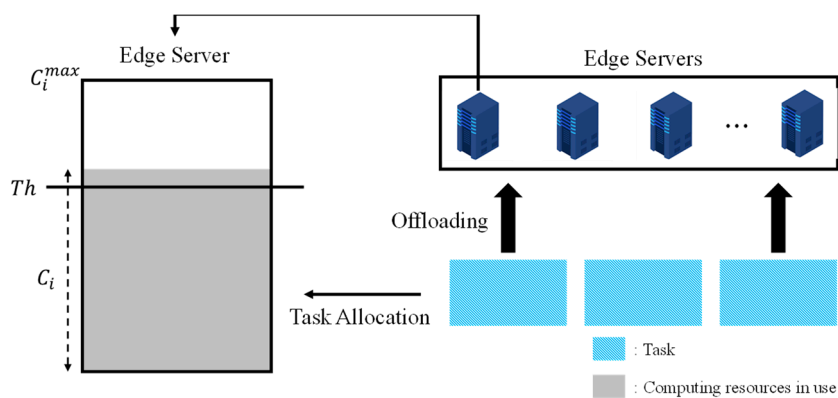 Edge Server
Edge Servers
C_i^{max}
...
Th
Offloading
C_i
Task Allocation
: Task
: Computing resources in use